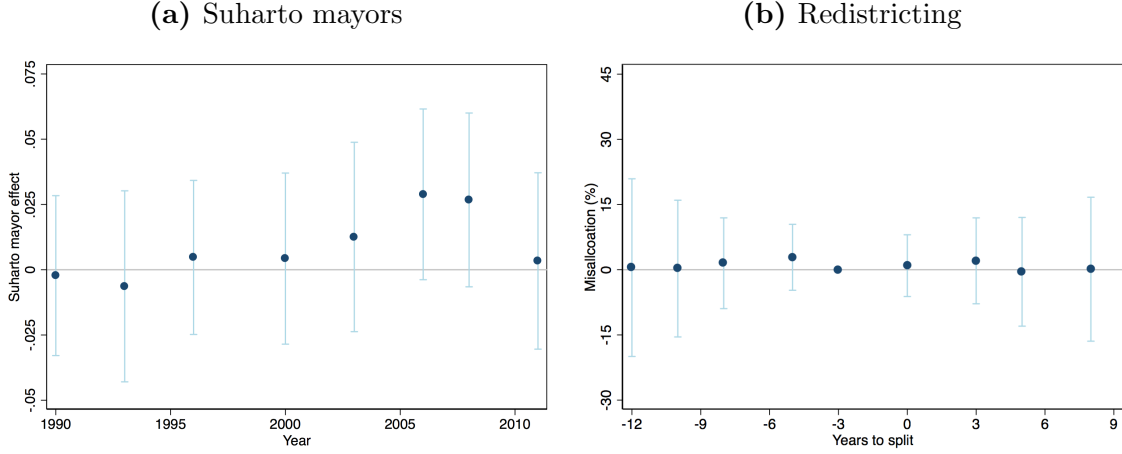 (a) Suharto mayors
Suharto mayor effect
.075
.05
.025
0
-.025
-.05
1990 1995 2000 2005 2010
Year
(b) Redistricting
Misallcoation (%)
45
30
15
0
-15
-30
-12 -9 -6 -3 0 3 6 9
Years to split